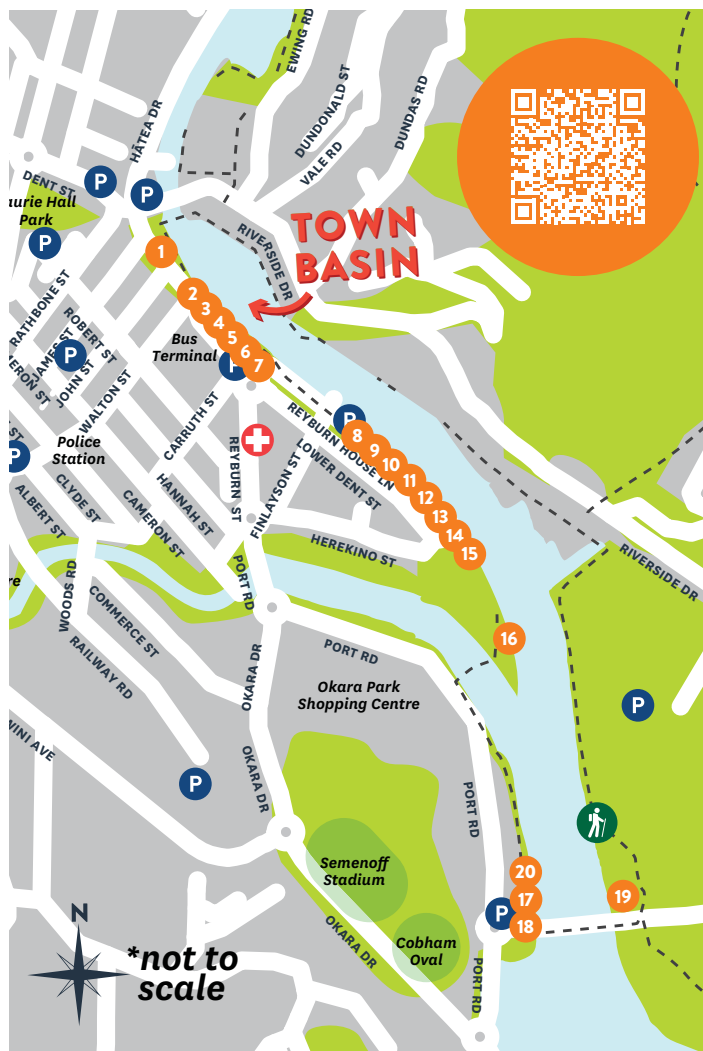 EWING RD
HĀTEA DR
DUNDONALD ST
VALE RD
DUNDAS RD
P
DENT ST
P
aurie Hall
Park
P
1
TOWN
BASIN
RIVERSIDE DR
RATHBONE ST
ROBERT ST
JAMES ST
JOHN ST
P
2
3
4
5
6
7
Bus
Terminal
P
WALTON ST
CARRUTH ST
REYBURN HOUSE LN
P
8
9
10
11
12
13
14
15
LOWER DENT ST
Police
Station
P
REYBURN ST
FINLAYSON ST
CLYDE ST
ALBERT ST
HANNAH ST
CAMERON ST
HEREKINO ST
RIVERSIDE DR
PORT RD
WOODS RD
COMMERCE ST
RAILWAY RD
16
PORT RD
OKARA DR
Okara Park
Shopping Centre
P
OKARA DR
P
PORT RD
Semenoff
Stadium
20
17
18
P
19
Cobham
Oval
OKARA DR
PORT RD
N
*not to
scale